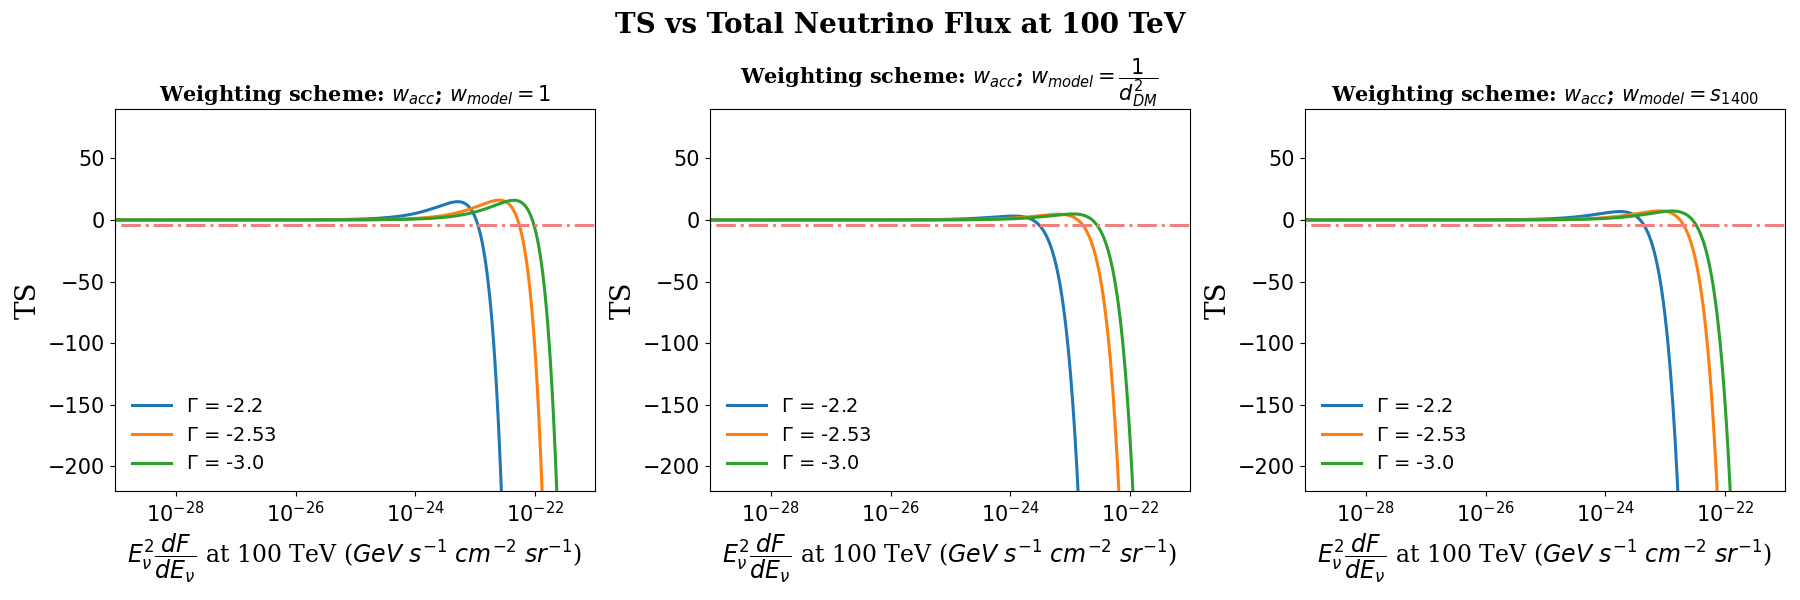 TS vs Total Neutrino Flux at 100 TeV
Weighting scheme: $w_{acc}$; $w_{model} = 1$
TS
50
0
−50
−100
−150
−200
Γ = -2.2
Γ = -2.53
Γ = -3.0
$10^{-28}$ $10^{-26}$ $10^{-24}$ $10^{-22}$
$E_\nu^2 \dfrac{dF}{dE_\nu}$ at 100 TeV ($GeV\ s^{-1}\ cm^{-2}\ sr^{-1}$)
Weighting scheme: $w_{acc}$; $w_{model} = \dfrac{1}{d_{DM}^2}$
TS
50
0
−50
−100
−150
−200
Γ = -2.2
Γ = -2.53
Γ = -3.0
$10^{-28}$ $10^{-26}$ $10^{-24}$ $10^{-22}$
$E_\nu^2 \dfrac{dF}{dE_\nu}$ at 100 TeV ($GeV\ s^{-1}\ cm^{-2}\ sr^{-1}$)
Weighting scheme: $w_{acc}$; $w_{model} = s_{1400}$
TS
50
0
−50
−100
−150
−200
Γ = -2.2
Γ = -2.53
Γ = -3.0
$10^{-28}$ $10^{-26}$ $10^{-24}$ $10^{-22}$
$E_\nu^2 \dfrac{dF}{dE_\nu}$ at 100 TeV ($GeV\ s^{-1}\ cm^{-2}\ sr^{-1}$)